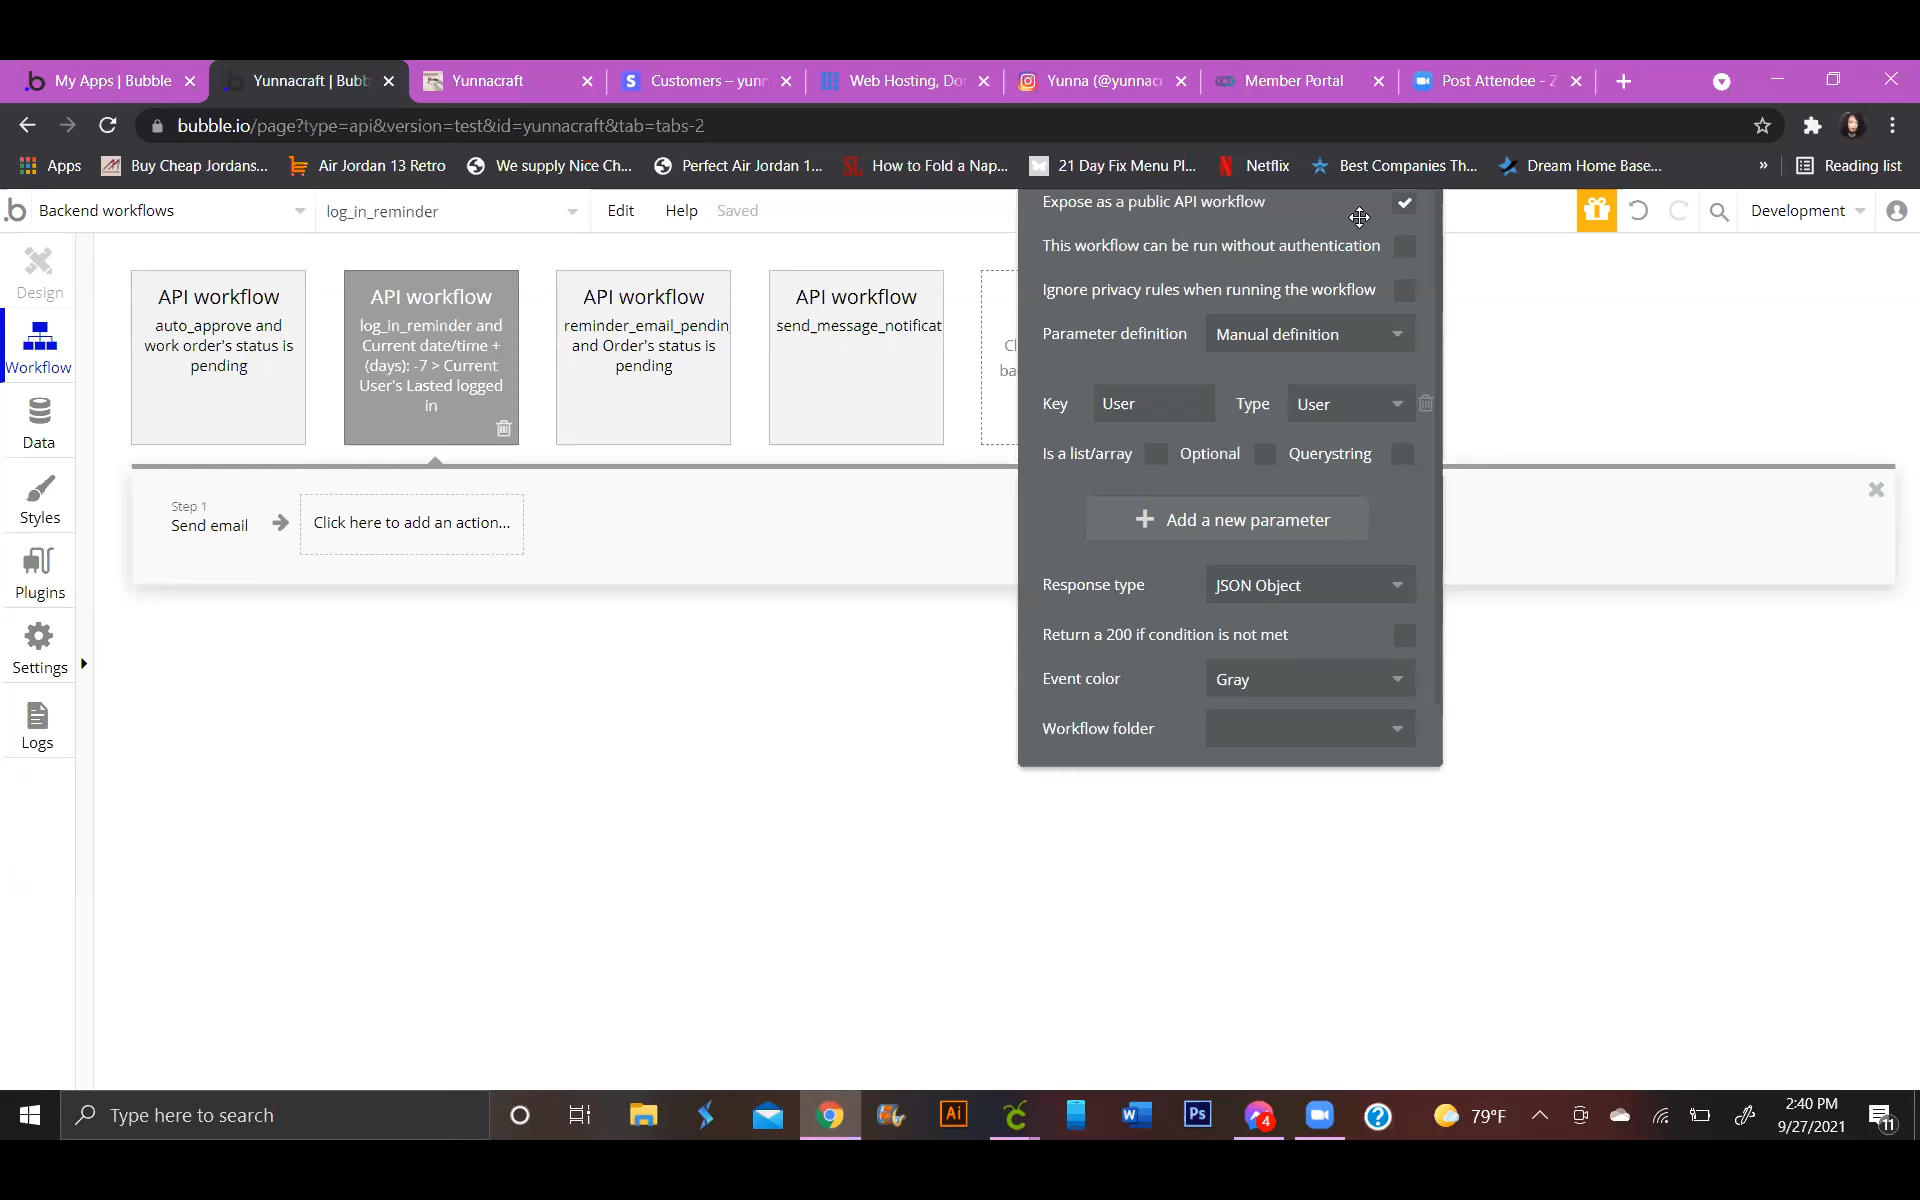 My Apps | Bubble
Yunnacraft | Bubb
Yunnacraft
Customers – yunn
Web Hosting, Do
Yunna (@yunnac
Member Portal
Post Attendee - Z
bubble.io/page?type=api&version=test&id=yunnacraft&tab=tabs-2
Apps
Buy Cheap Jordans...
Air Jordan 13 Retro
We supply Nice Ch...
Perfect Air Jordan 1...
How to Fold a Nap...
21 Day Fix Menu Pl...
Netflix
Best Companies Th...
Dream Home Base...
»
Reading list
Backend workflows
log_in_reminder
Edit
Help
Saved
Development
Design
Workflow
Data
Styles
Plugins
Settings
Logs
API workflow
auto_approve and
work order's status is
pending
API workflow
log_in_reminder and
Current date/time +
(days): -7 > Current
User's Lasted logged
in
API workflow
reminder_email_pendin
and Order's status is
pending
API workflow
send_message_notificat
Cl
bac
Step 1
Send email
Click here to add an action...
Expose as a public API workflow
This workflow can be run without authentication
Ignore privacy rules when running the workflow
Parameter definition
Manual definition
Key
User
Type
User
Is a list/array
Optional
Querystring
Add a new parameter
Response type
JSON Object
Return a 200 if condition is not met
Event color
Gray
Workflow folder
Type here to search
Ai
Ps
4
79°F
2:40 PM
9/27/2021
11